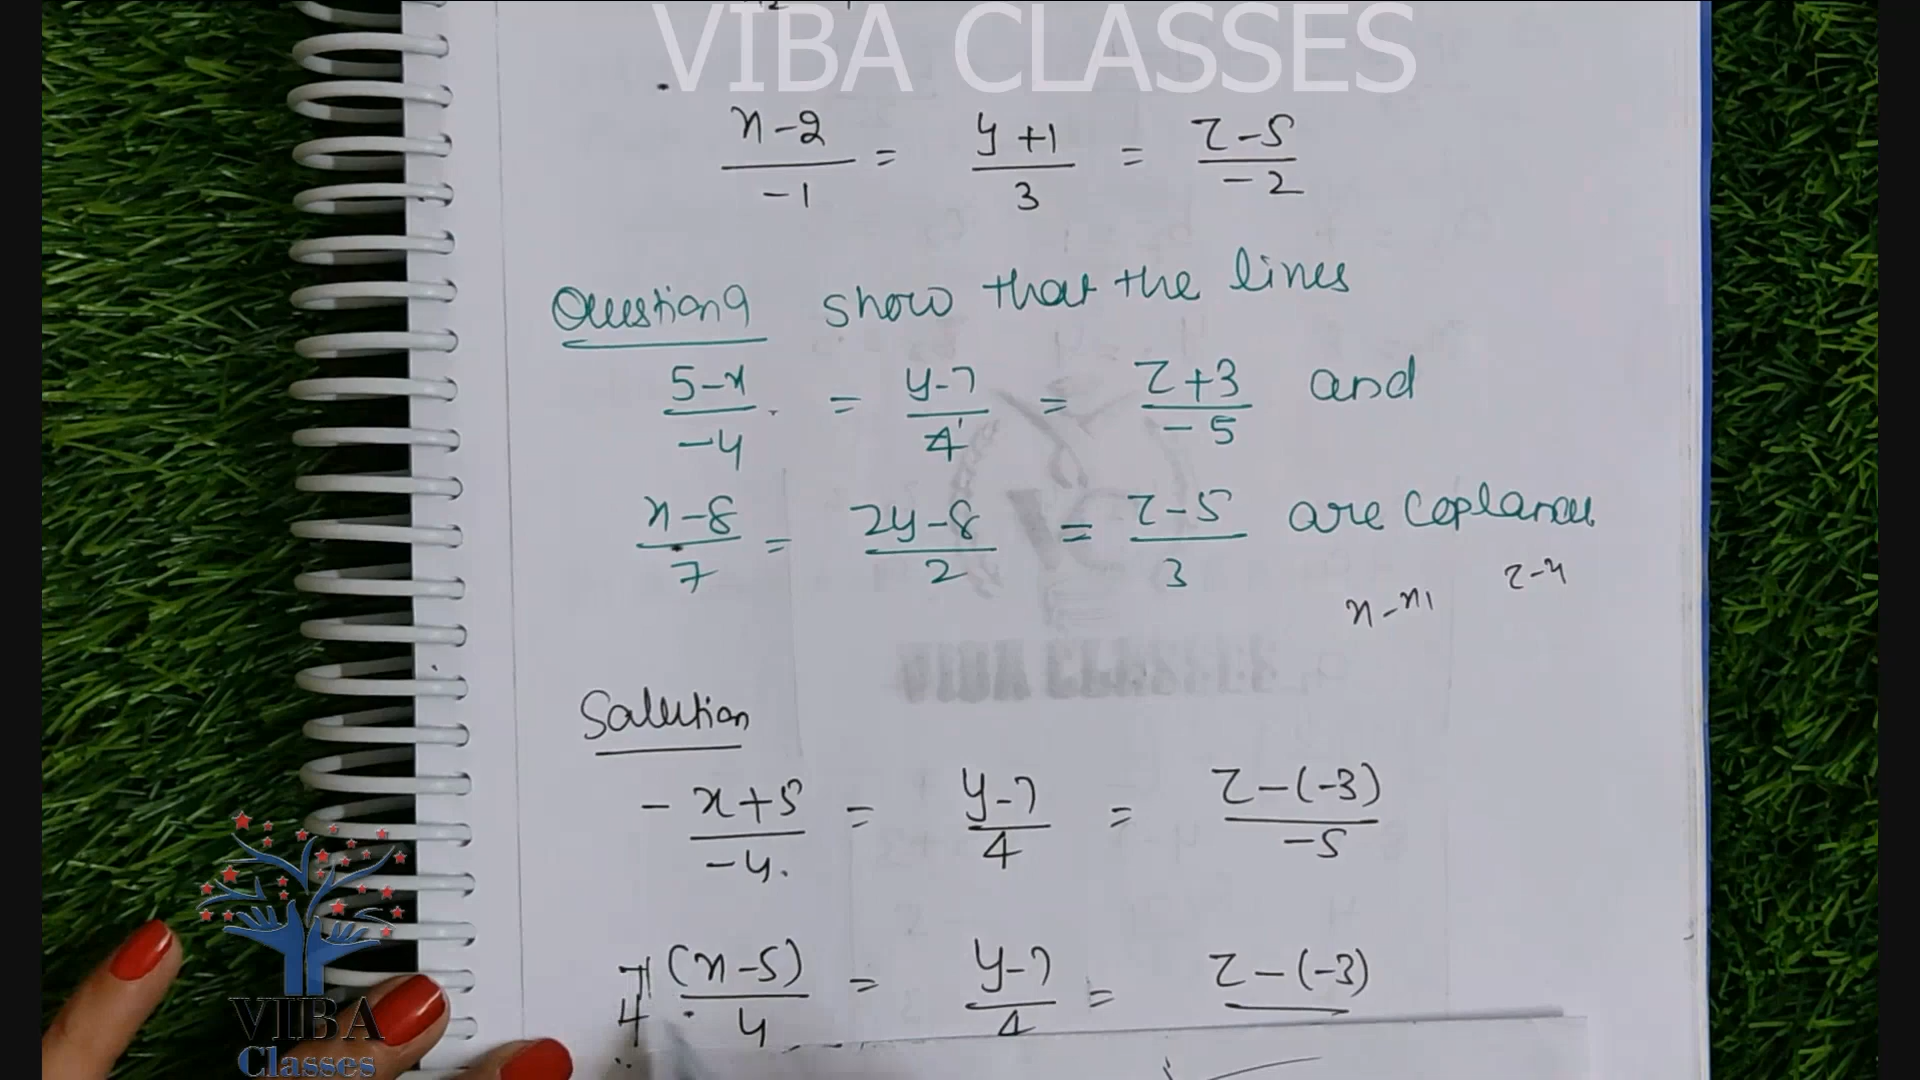 VIBA CLASSES
x-2/-1 = y+1/3 = z-5/-2
Question 9 show that the lines
5-x/-4 = y-7/4 = z+3/-5 and
x-8/7 = 2y-8/2 = z-5/3 are coplanar
x-x1
Solution
-x+5/-4 = y-7/4 = z-(-3)/-5
(x-5)/4 = y-7/4 = z-(-3)
VIBA CLASSES
VIBA
Classes